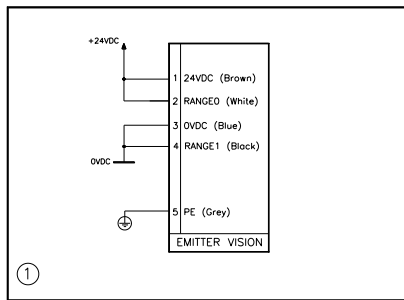 +24VDC
1 24VDC (Brown)
2 RANGE0 (White)
3 0VDC (Blue)
4 RANGE1 (Black)
0VDC
5 PE (Grey)
EMITTER VISION
1